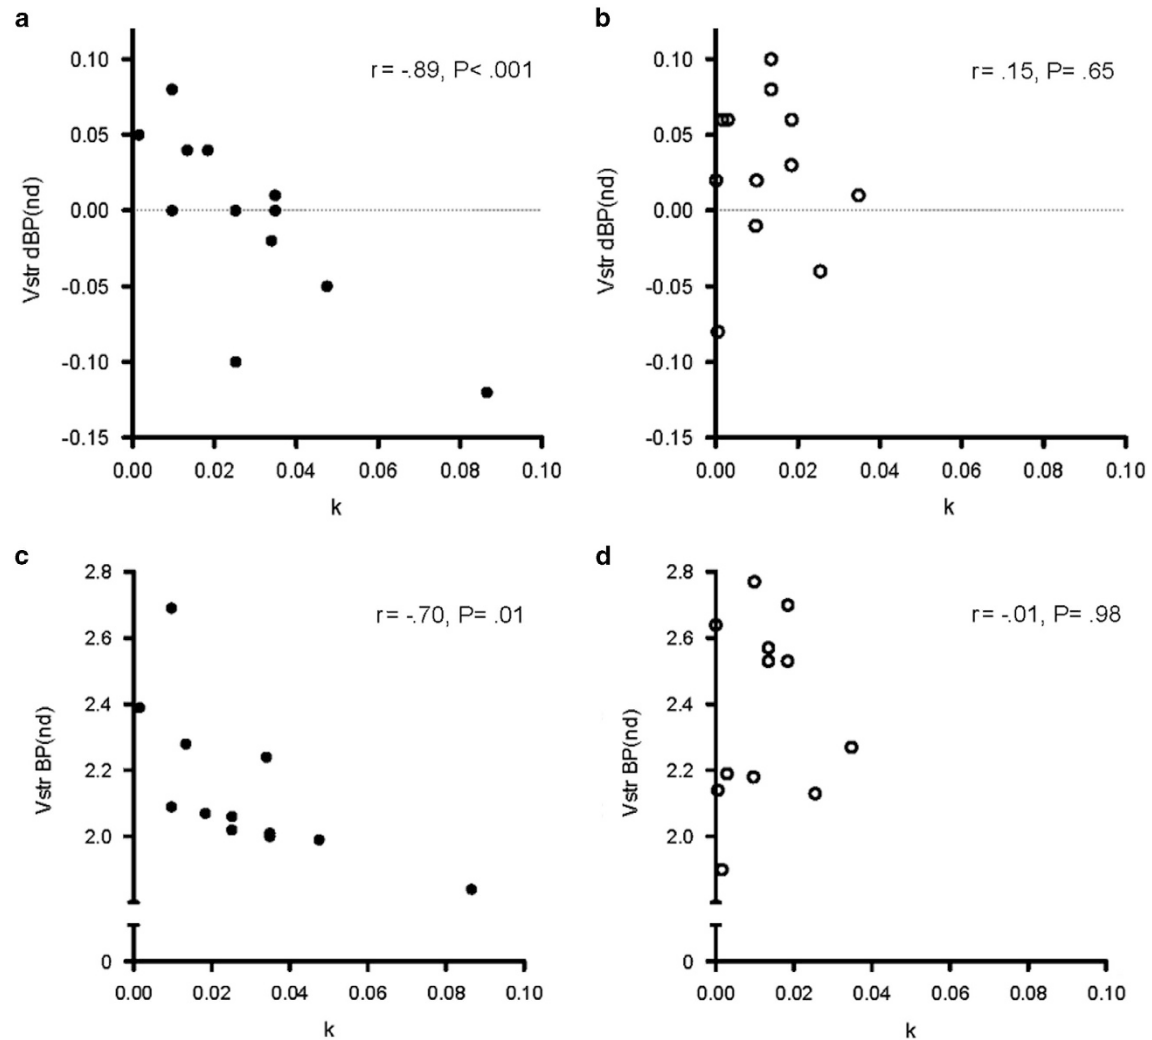 a
r= -.89, P< .001
0.10
0.05
0.00
-0.05
-0.10
-0.15
Vstr dBP(nd)
0.00 0.02 0.04 0.06 0.08 0.10
k
b
r= .15, P= .65
0.10
0.05
0.00
-0.05
-0.10
-0.15
Vstr dBP(nd)
0.00 0.02 0.04 0.06 0.08 0.10
k
c
r= -.70, P= .01
2.8
2.6
2.4
2.2
2.0
0
Vstr BP(nd)
0.00 0.02 0.04 0.06 0.08 0.10
k
d
r= -.01, P= .98
2.8
2.6
2.4
2.2
2.0
0
Vstr BP(nd)
0.00 0.02 0.04 0.06 0.08 0.10
k